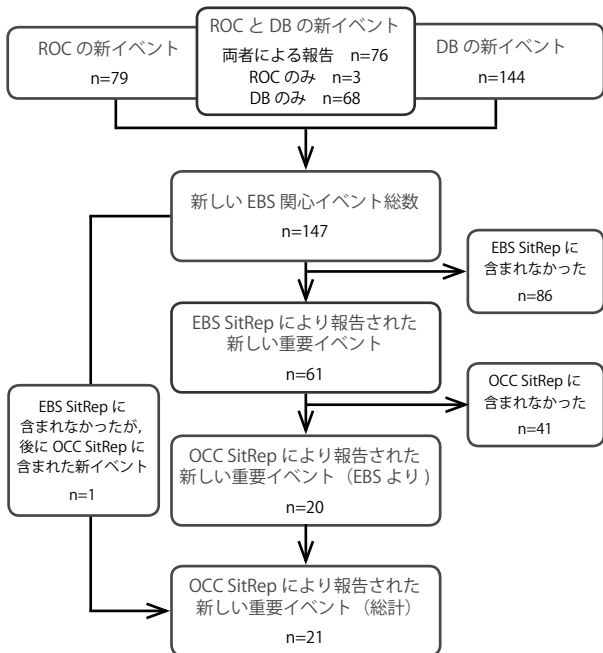 ROC の新イベント
n=79
ROC と DB の新イベント
両者による報告 n=76
ROC のみ n=3
DB のみ n=68
DB の新イベント
n=144
新しい EBS 関心イベント総数
n=147
EBS SitRep に
含まれなかった
n=86
EBS SitRep により報告された
新しい重要イベント
n=61
OCC SitRep に
含まれなかった
n=41
EBS SitRep に
含まれなかったが,
後に OCC SitRep に
含まれた新イベント
n=1
OCC SitRep により報告された
新しい重要イベント（EBS より )
n=20
OCC SitRep により報告された
新しい重要イベント（総計）
n=21